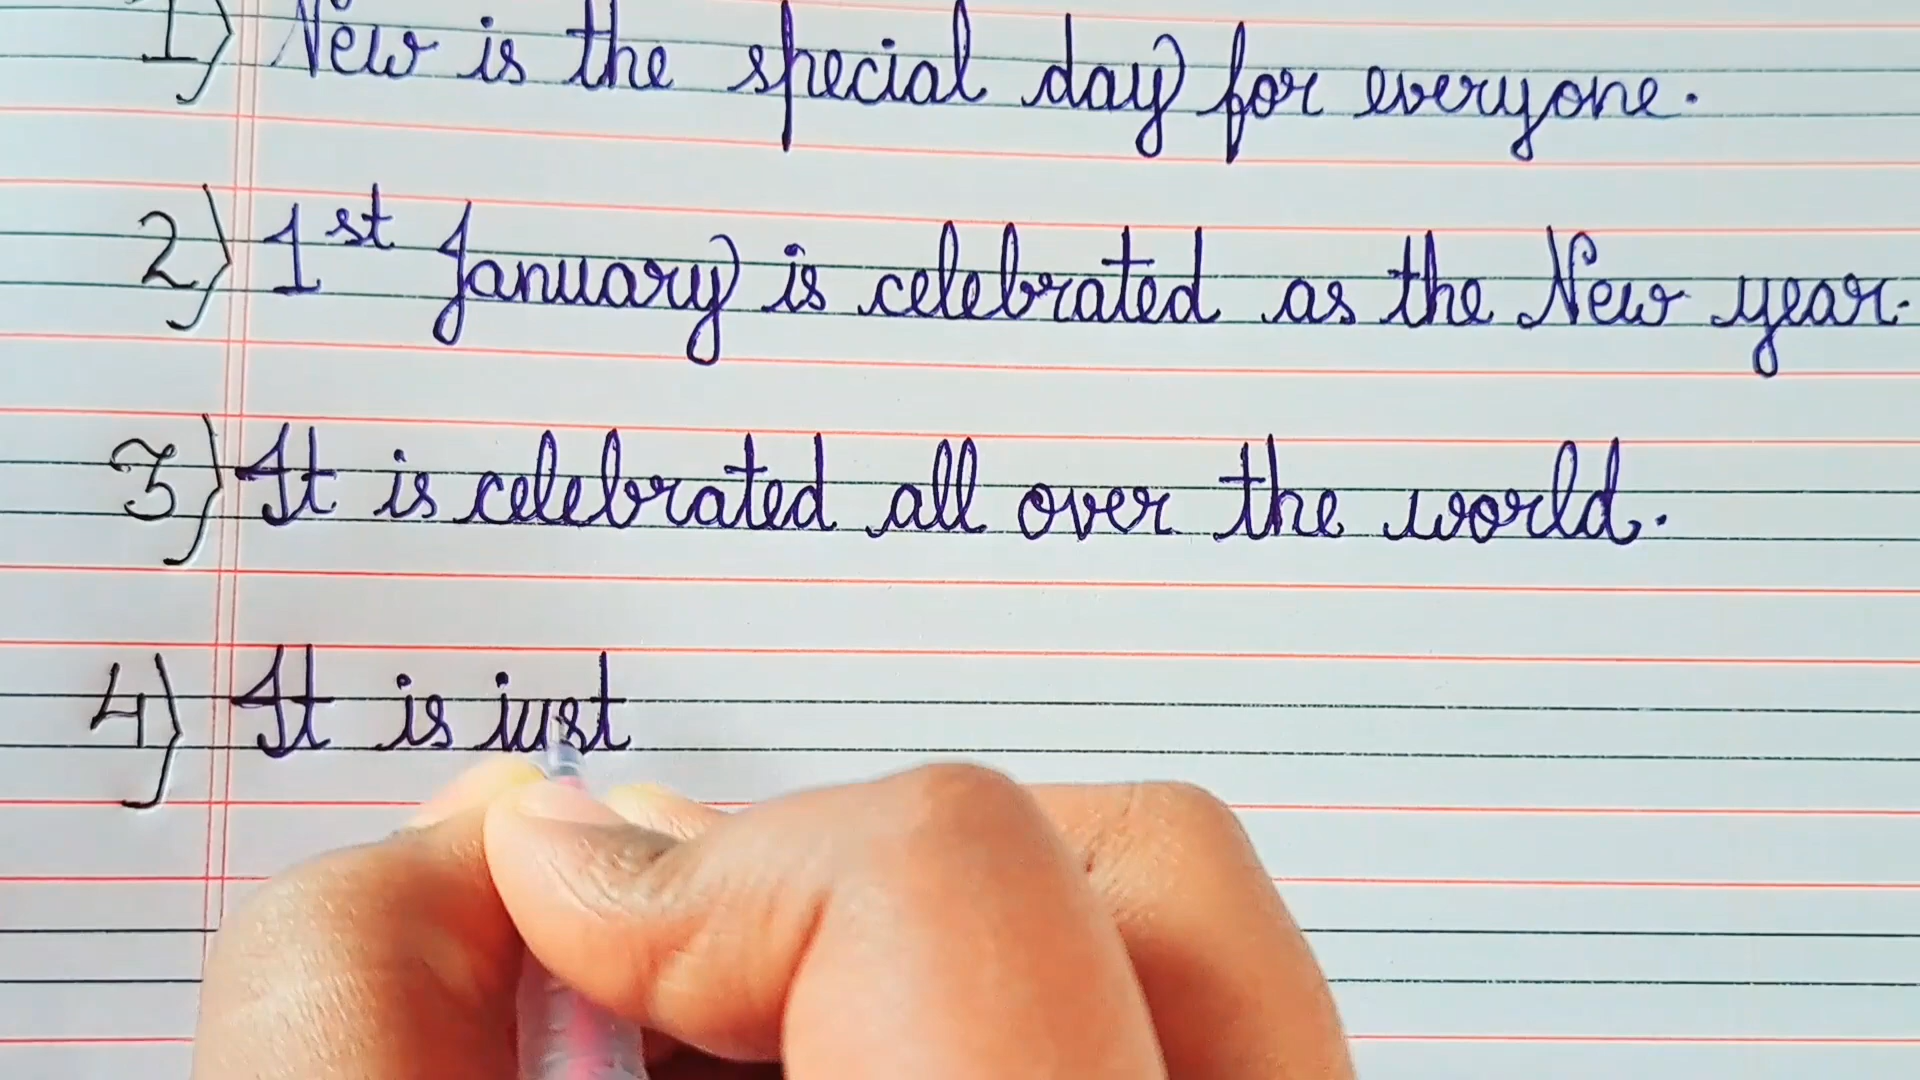 1) New is the special day for everyone.
2) 1st January is celebrated as the New year.
3) It is celebrated all over the world.
4) It is just